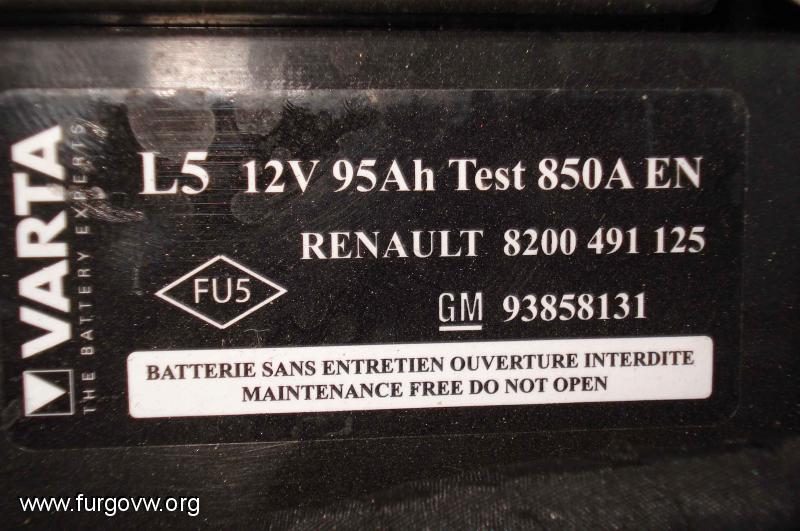 VARTA
THE BATTERY EXPERTS
L5 12V 95Ah Test 850A EN
RENAULT 8200 491 125
FU5
GM 93858131
BATTERIE SANS ENTRETIEN OUVERTURE INTERDITE
MAINTENANCE FREE DO NOT OPEN
www.furgovw.org